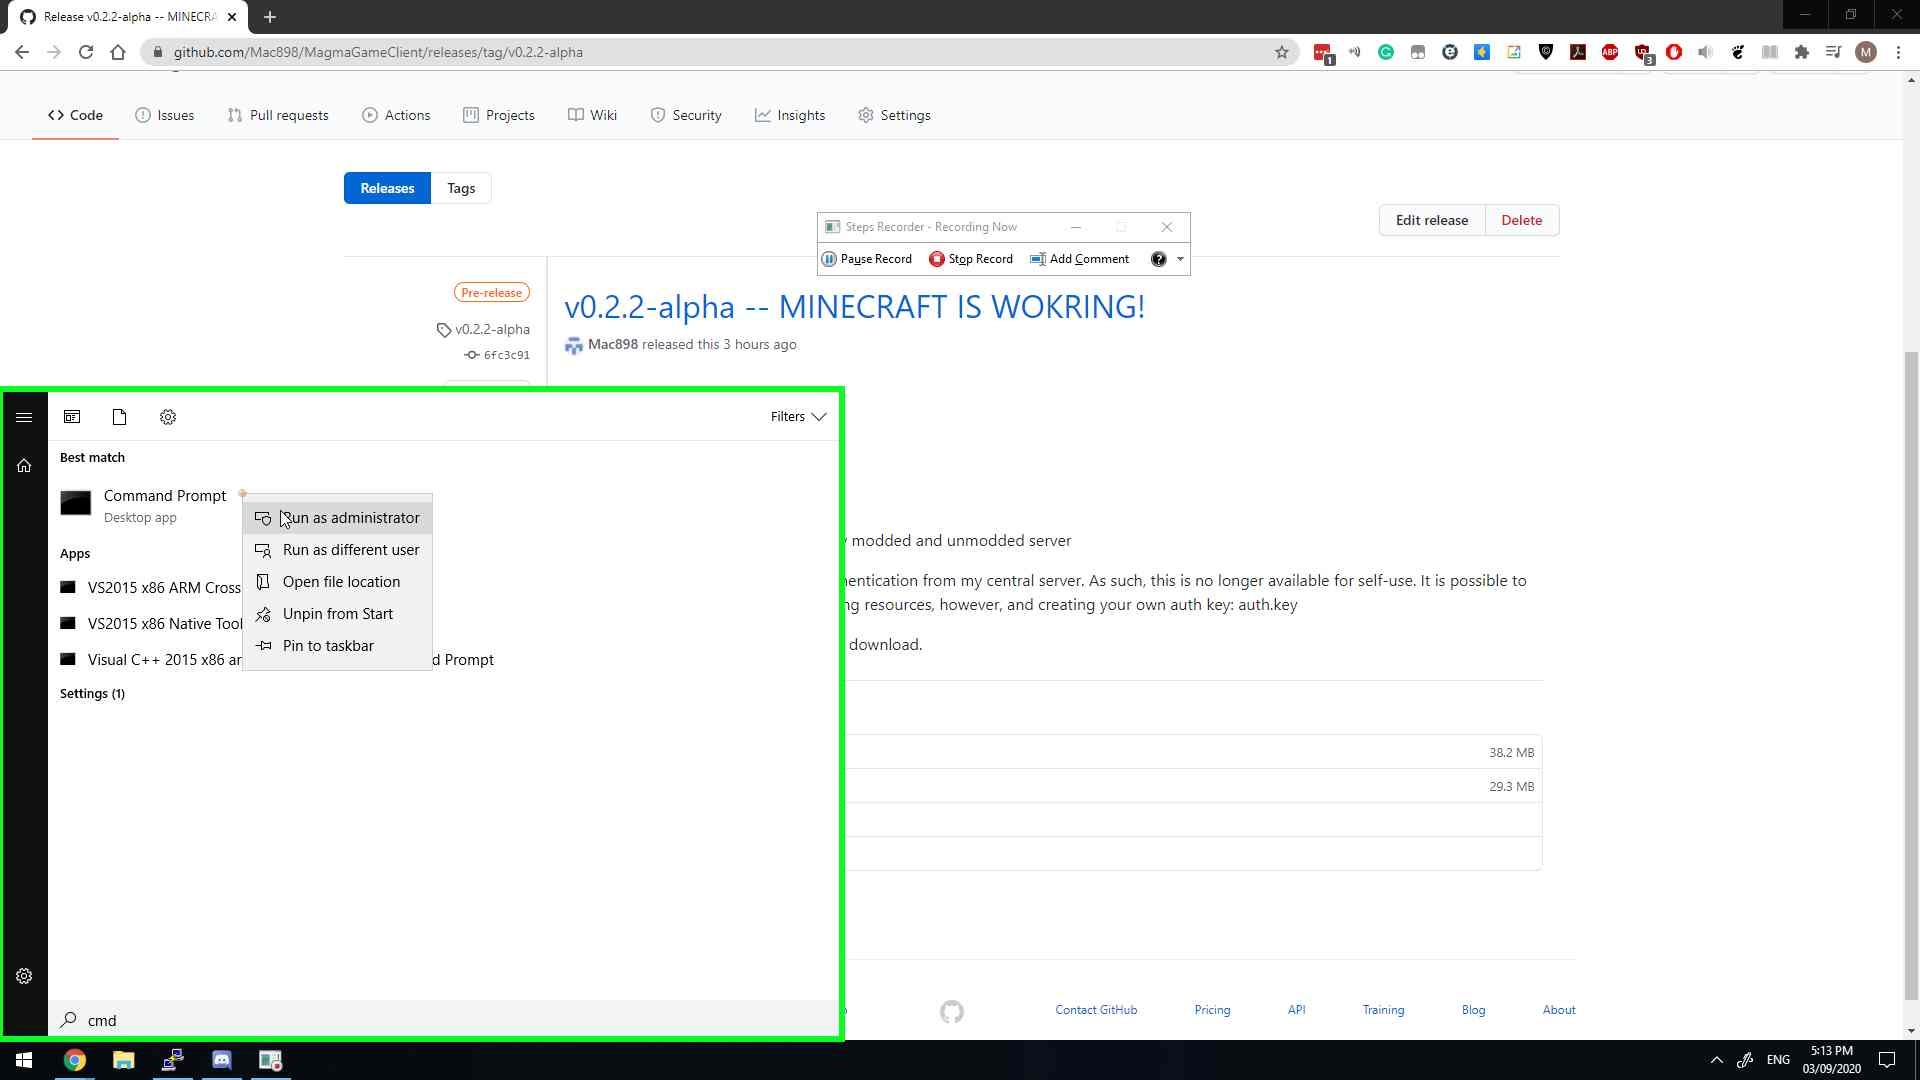 Release v0.2.2-alpha -- MINECRA
github.com/Mac898/MagmaGameClient/releases/tag/v0.2.2-alpha
1
ABP
3
M
Code
Issues
Pull requests
Actions
Projects
Wiki
Security
Insights
Settings
Releases
Tags
Steps Recorder - Recording Now
Pause Record
Stop Record
Add Comment
Edit release
Delete
Pre-release
v0.2.2-alpha -- MINECRAFT IS WOKRING!
v0.2.2-alpha
Mac898 released this 3 hours ago
6fc3c91
Filters
Best match
Command Prompt
Desktop app
Run as administrator
Run as different user
Open file location
Unpin from Start
Pin to taskbar
Apps
VS2015 x86 ARM Cross
VS2015 x86 Native Tool
Visual C++ 2015 x86 ar
d Prompt
Settings (1)
modded and unmodded server
entication from my central server. As such, this is no longer available for self-use. It is possible to
ng resources, however, and creating your own auth key: auth.key
download.
38.2 MB
29.3 MB
Contact GitHub
Pricing
API
Training
Blog
About
cmd
ENG
5:13 PM
03/09/2020